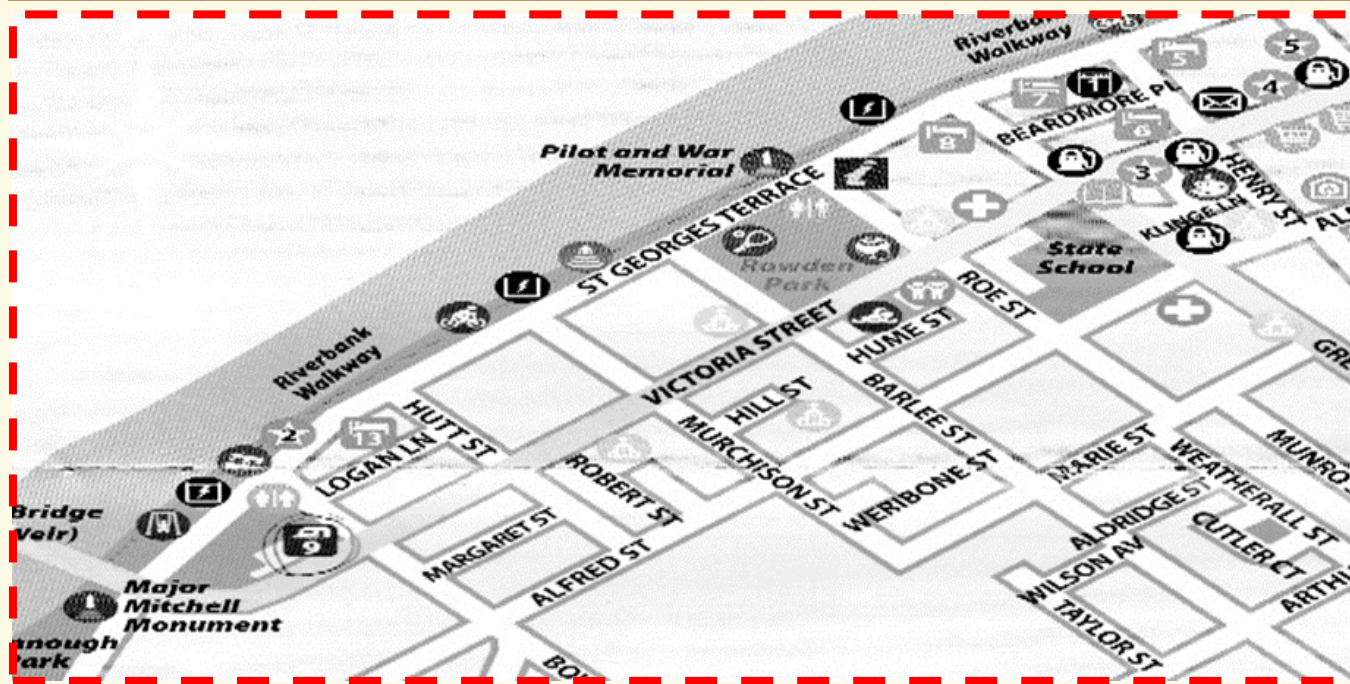 Riverbank
Walkway
5
5
4
7
BEARDMORE PL
6
8
Pilot and War
Memorial
3
HENRY ST
KLINGE LN
ST GEORGES TERRACE
State
School
Rowden
Park
ROE ST
VICTORIA STREET
HUME ST
Riverbank
Walkway
HILL ST
BARLEE ST
HUTT ST
MURCHISON ST
2
13
LOGAN LN
ROBERT ST
WERIBONE ST
MARIE ST
WEATHERALL ST
MUNRO
ALDRIDGE ST
CUTLER CT
Bridge
Weir)
9
MARGARET ST
ALFRED ST
WILSON AV
TAYLOR ST
Major
Mitchell
Monument
Park